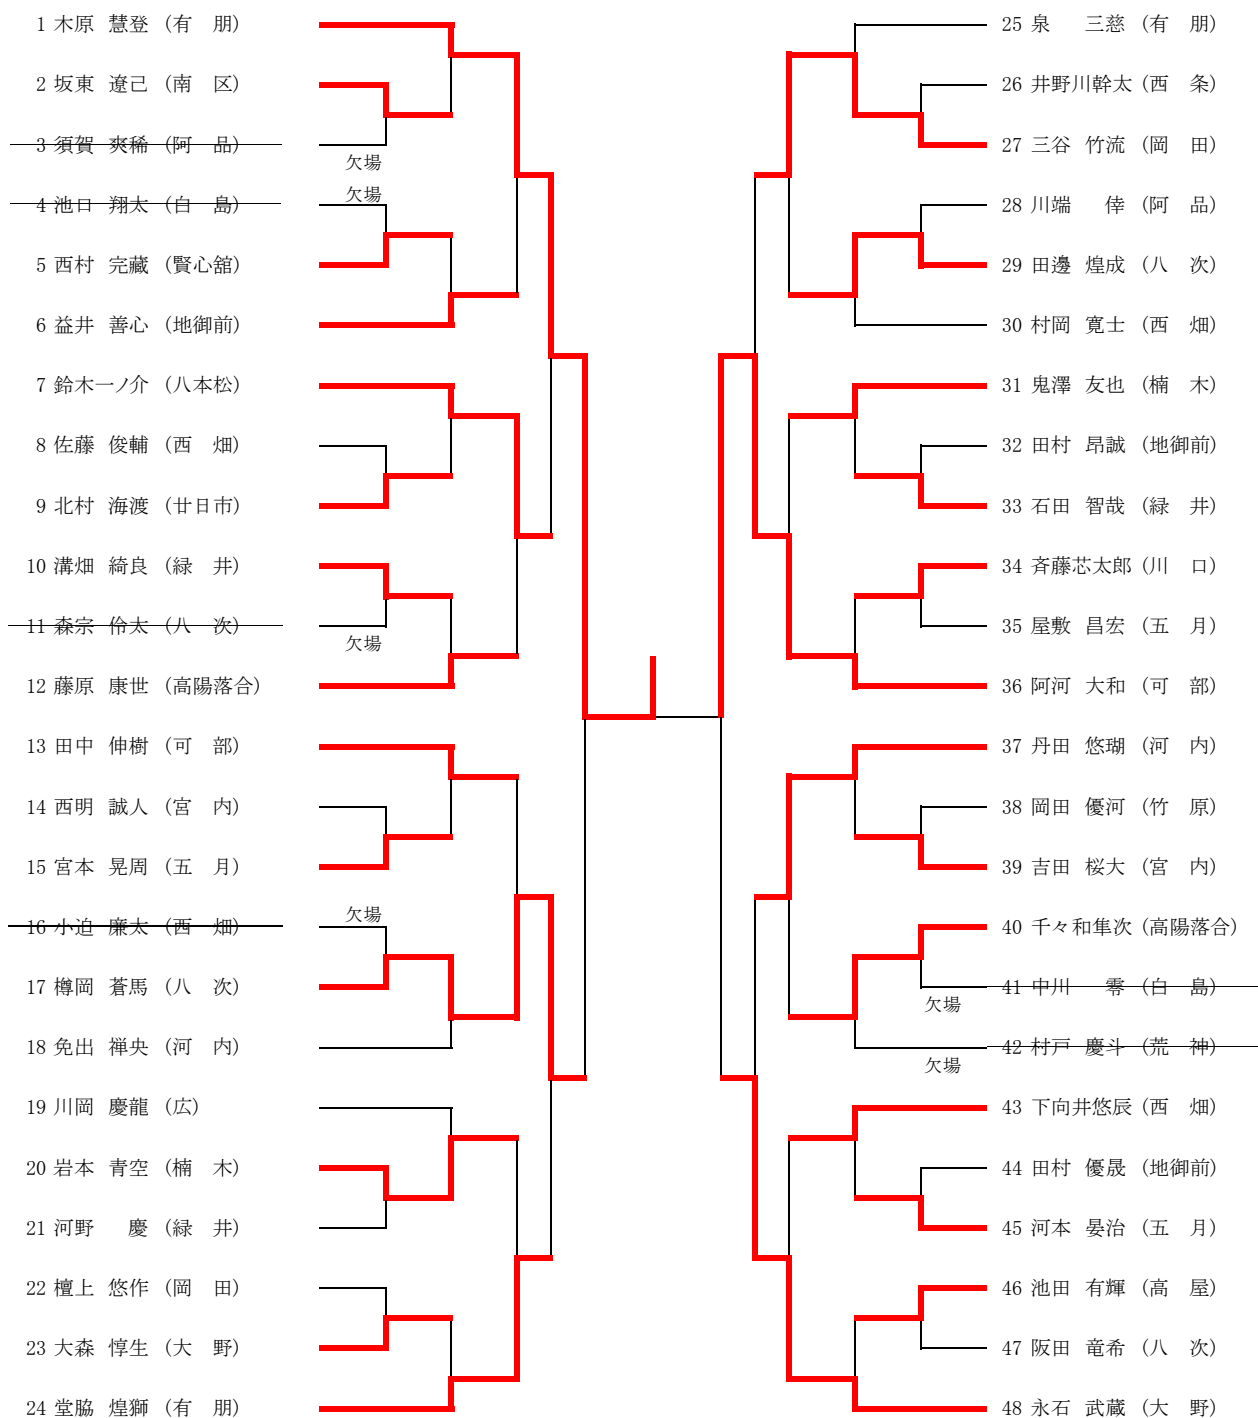 1 木原 慧登 (有 朋)
2 坂東 遼己 (南 区)
3 須賀 爽稀 (阿 品)
欠場
欠場
4 池口 翔太 (白 島)
5 西村 完藏 (賢心舘)
6 益井 善心 (地御前)
7 鈴木一ノ介 (八本松)
8 佐藤 俊輔 (西 畑)
9 北村 海渡 (廿日市)
10 溝畑 綺良 (緑 井)
11 森宗 伶太 (八 次)
欠場
12 藤原 康世 (高陽落合)
13 田中 伸樹 (可 部)
14 西明 誠人 (宮 内)
15 宮本 晃周 (五 月)
欠場
16 小迫 廉太 (西 畑)
17 樽岡 蒼馬 (八 次)
18 免出 禅央 (河 内)
19 川岡 慶龍 (広)
20 岩本 青空 (楠 木)
21 河野 慶 (緑 井)
22 檀上 悠作 (岡 田)
23 大森 惇生 (大 野)
24 堂脇 煌獅 (有 朋)
25 泉 三慈 (有 朋)
26 井野川幹太 (西 条)
27 三谷 竹流 (岡 田)
28 川端 倖 (阿 品)
29 田邊 煌成 (八 次)
30 村岡 寛士 (西 畑)
31 鬼澤 友也 (楠 木)
32 田村 昂誠 (地御前)
33 石田 智哉 (緑 井)
34 斉藤芯太郎 (川 口)
35 屋敷 昌宏 (五 月)
36 阿河 大和 (可 部)
37 丹田 悠瑚 (河 内)
38 岡田 優河 (竹 原)
39 吉田 桜大 (宮 内)
40 千々和隼次 (高陽落合)
41 中川 零 (白 島)
欠場
42 村戸 慶斗 (荒 神)
欠場
43 下向井悠辰 (西 畑)
44 田村 優晟 (地御前)
45 河本 晏治 (五 月)
46 池田 有輝 (高 屋)
47 阪田 竜希 (八 次)
48 永石 武蔵 (大 野)